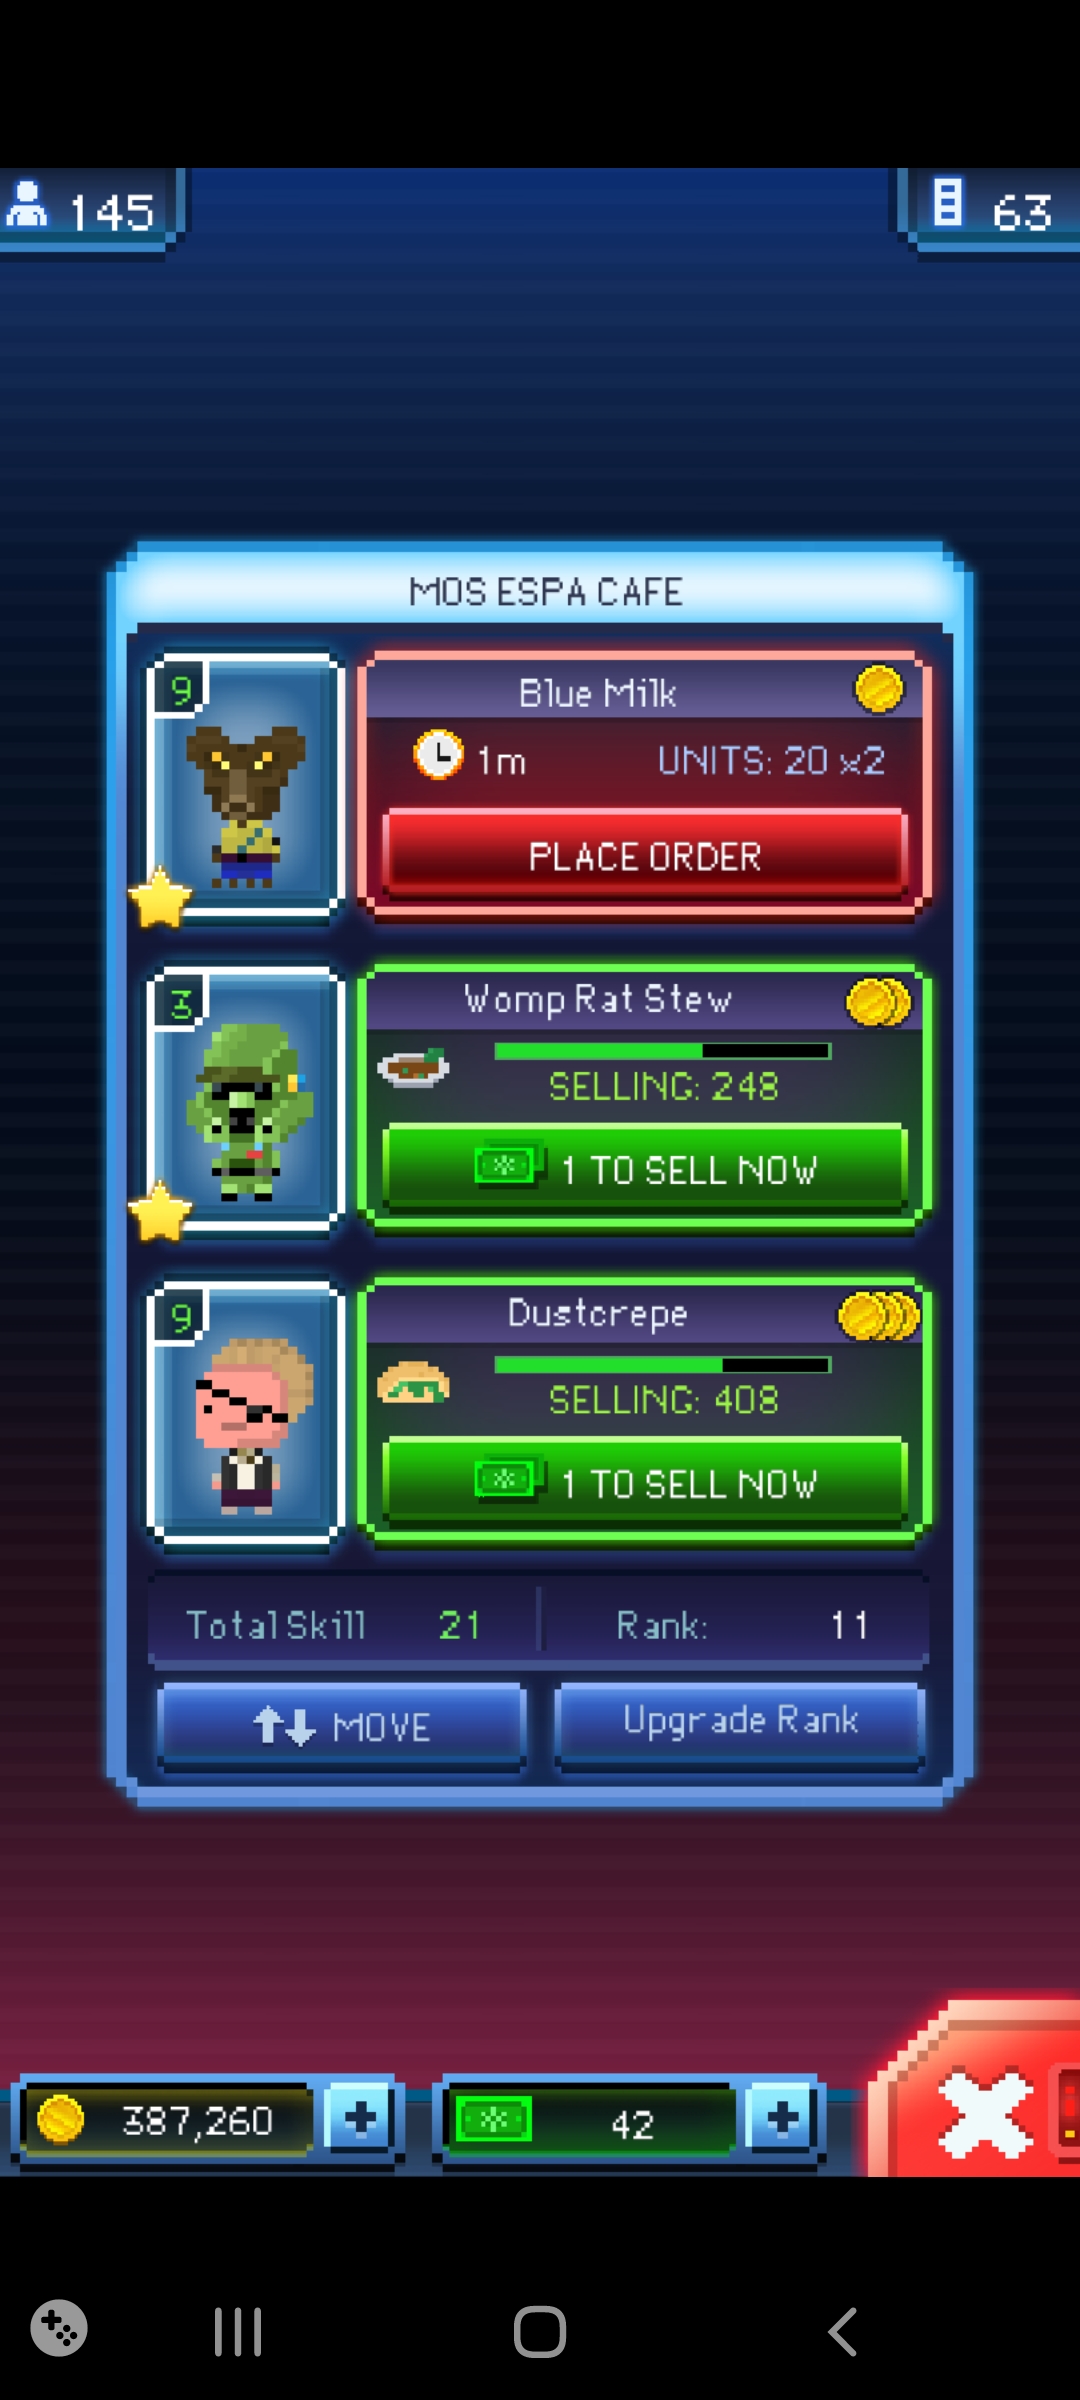 145
63
MOS ESPA CAFE
9
Blue Milk
1m
UNITS: 20 x2
PLACE ORDER
3
Womp Rat Stew
SELLING: 248
1 TO SELL NOW
9
Dustcrepe
SELLING: 408
1 TO SELL NOW
Total Skill 21
Rank: 11
MOVE
Upgrade Rank
387,260
42